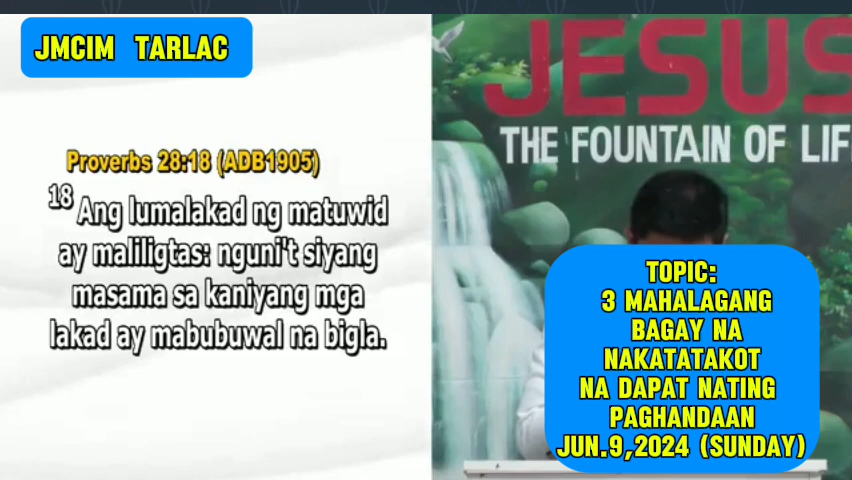 JMCIM TARLAC
Proverbs 28:18 (ADB1905)
18 Ang lumalakad ng matuwid
ay maliligtas: nguni't siyang
masama sa kaniyang mga
lakad ay mabubuwal na bigla.
JESUS
THE FOUNTAIN OF LIF
TOPIC:
3 MAHALAGANG
BAGAY NA
NAKATATAKOT
NA DAPAT NATING
PAGHANDAAN
JUN.9,2024 (SUNDAY)